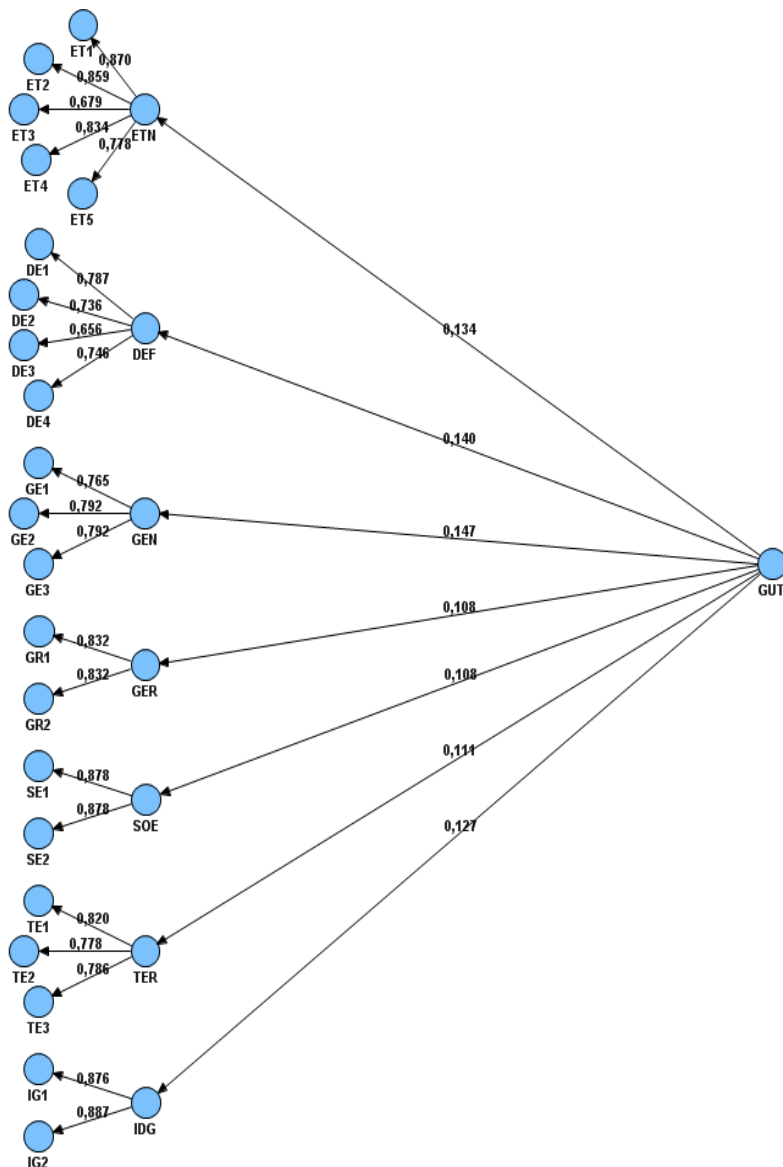 ET1
0,870
ET2
0,859
ET3
0,679
ETN
0,834
ET4
0,778
ET5
DE1
0,787
DE2
0,736
0,656
DE3
DEF
0,746
DE4
0,134
0,140
GE1
0,765
GE2
0,792
GEN
0,792
GE3
0,147
GUT
GR1
0,832
GER
0,832
GR2
0,108
SE1
0,878
SOE
0,878
SE2
0,108
TE1
0,820
TE2
0,778
TER
0,786
TE3
0,111
IG1
0,876
IDG
0,887
IG2
0,127